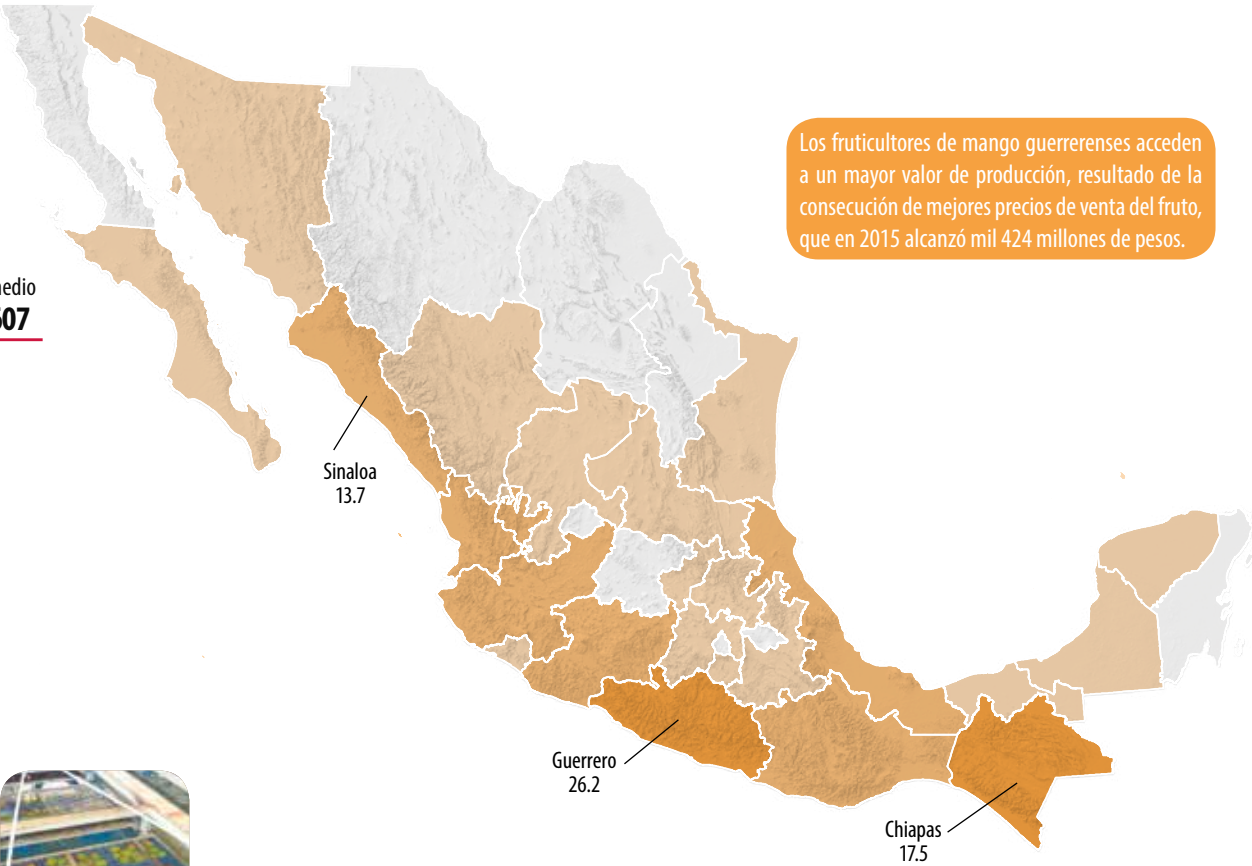 Los fruticultores de mango guerrerenses acceden
a un mayor valor de producción, resultado de la
consecución de mejores precios de venta del fruto,
que en 2015 alcanzó mil 424 millones de pesos.
Sinaloa
13.7
Guerrero
26.2
Chiapas
17.5